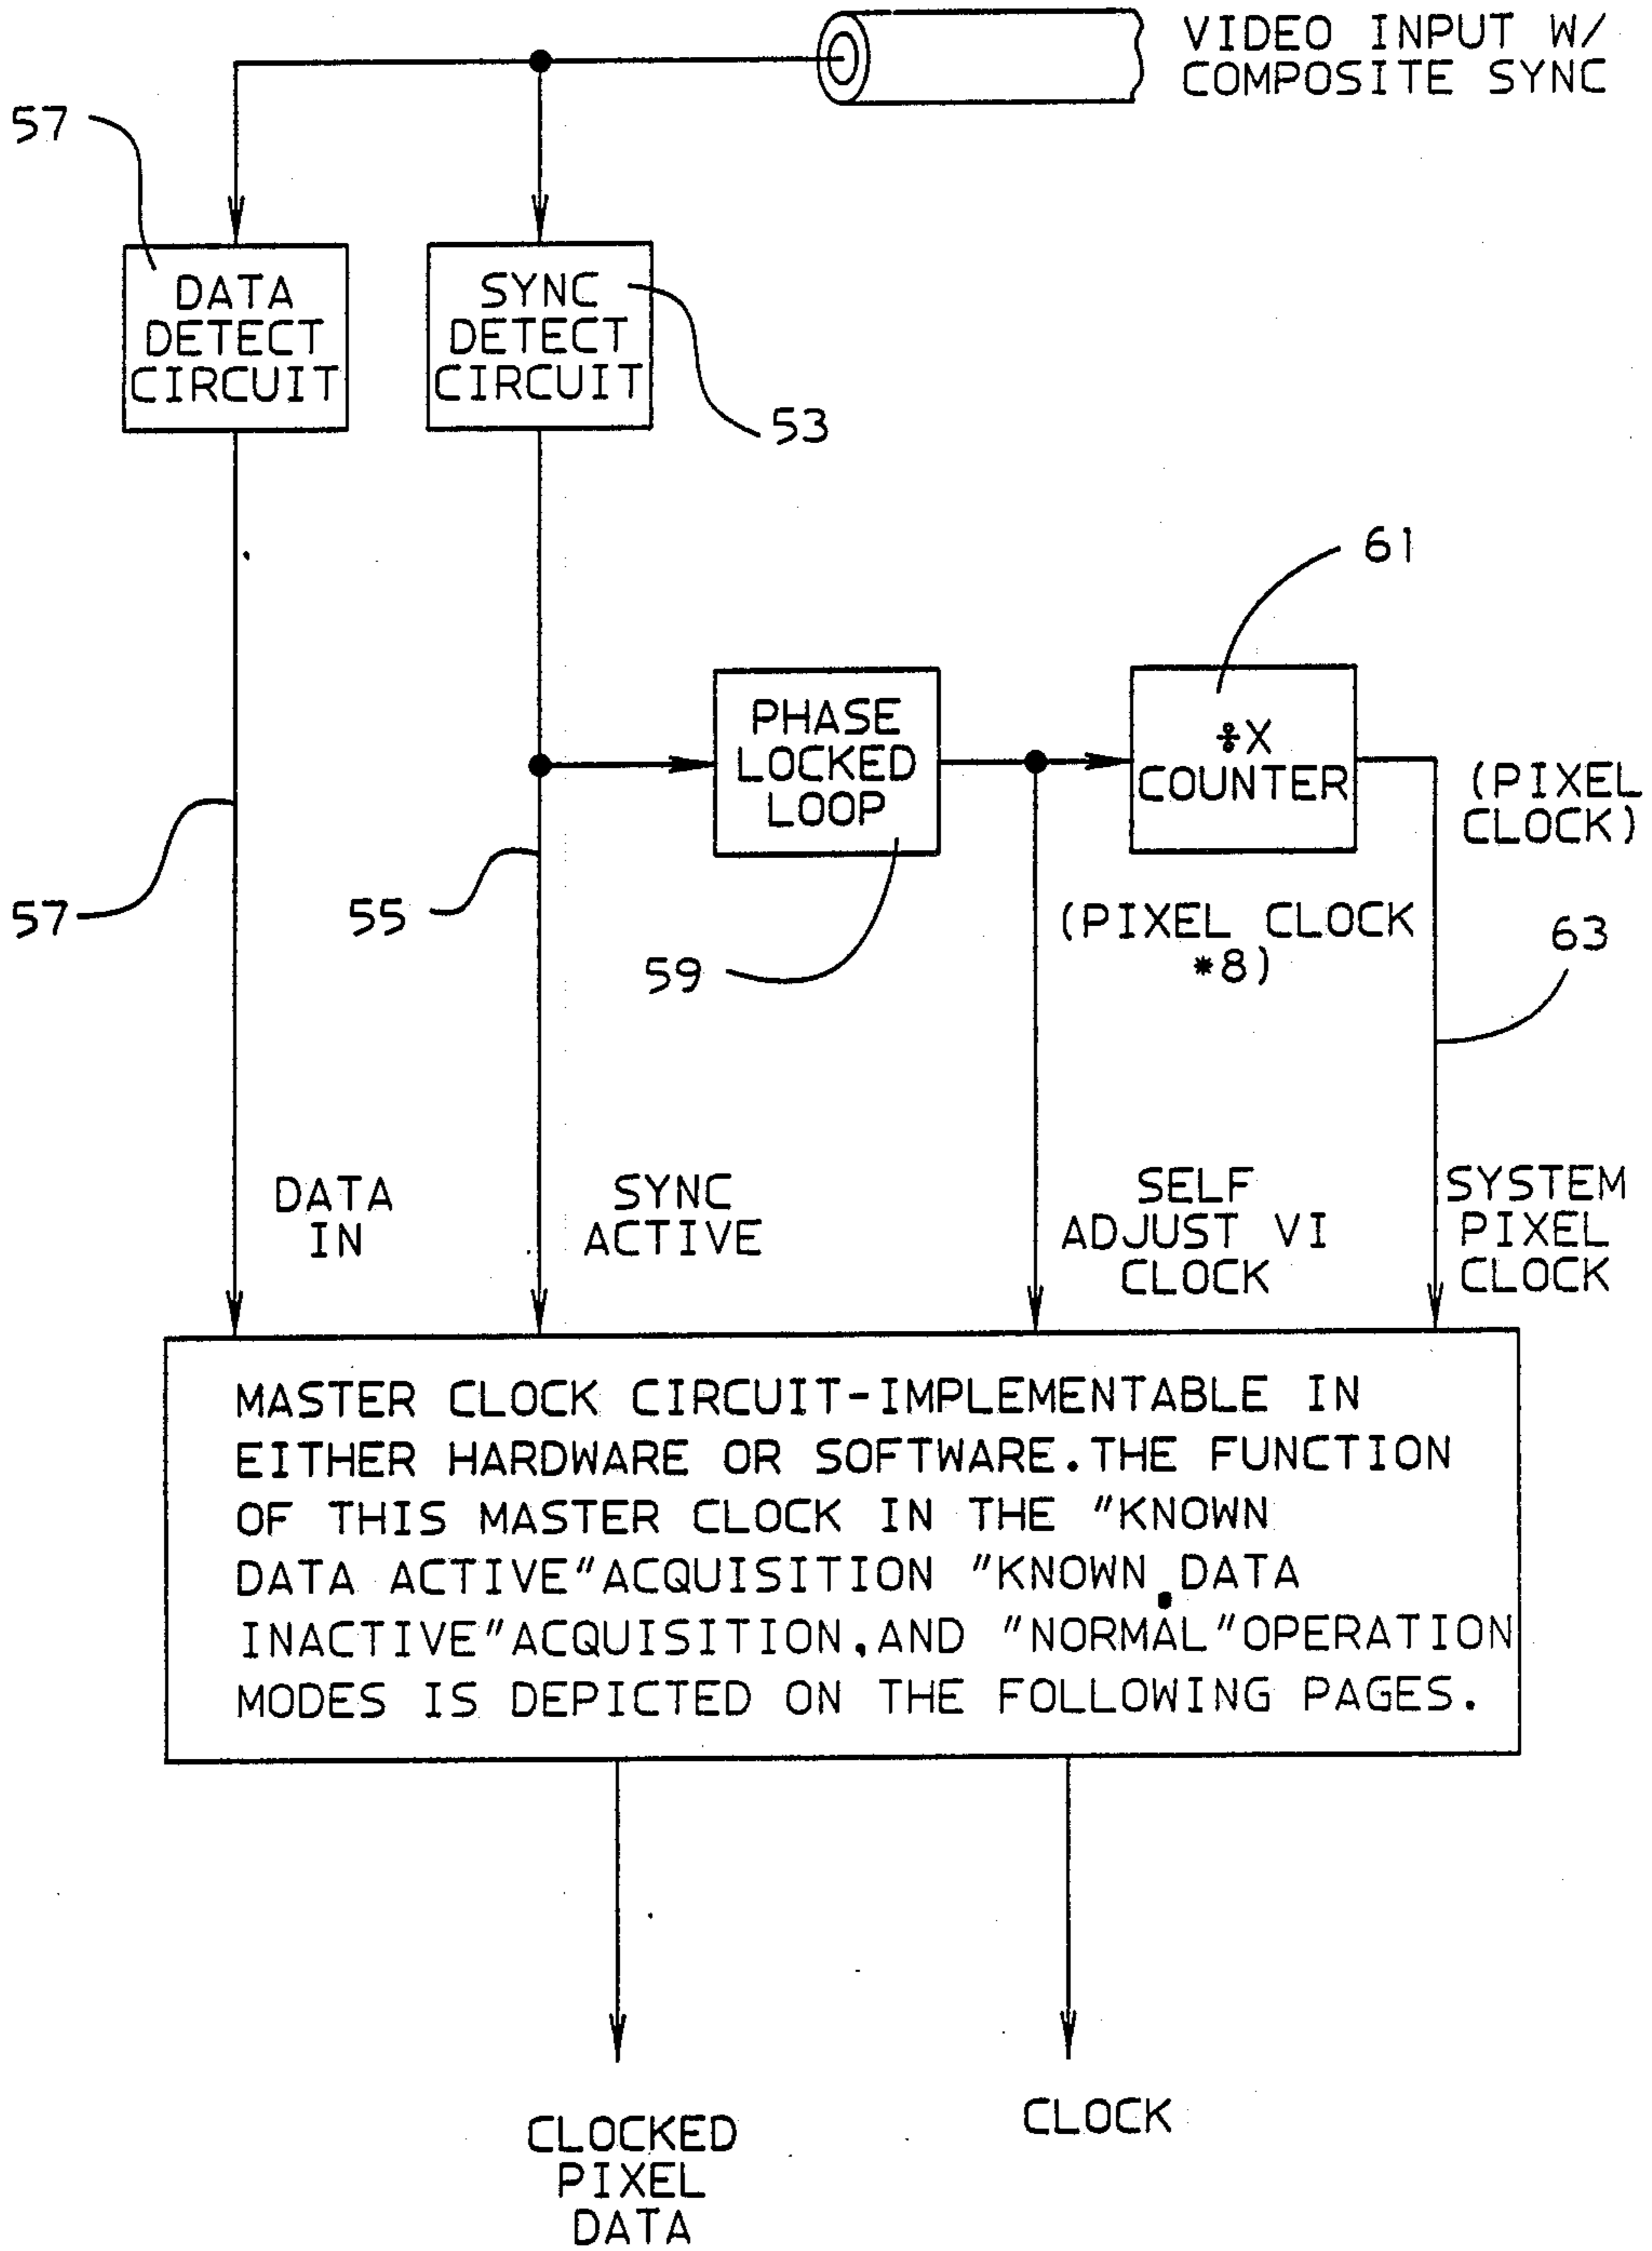 VIDEO INPUT W/
COMPOSITE SYNC
57
DATA
DETECT
CIRCUIT
SYNC
DETECT
CIRCUIT
53
61
PHASE
LOCKED
LOOP
÷X
COUNTER
(PIXEL
CLOCK)
57
55
59
(PIXEL CLOCK
*8)
63
DATA
IN
SYNC
ACTIVE
SELF
ADJUST VI
CLOCK
SYSTEM
PIXEL
CLOCK
MASTER CLOCK CIRCUIT-IMPLEMENTABLE IN
EITHER HARDWARE OR SOFTWARE.THE FUNCTION
OF THIS MASTER CLOCK IN THE "KNOWN
DATA ACTIVE"ACQUISITION "KNOWN DATA
INACTIVE"ACQUISITION,AND "NORMAL"OPERATION
MODES IS DEPICTED ON THE FOLLOWING PAGES.
CLOCKED
PIXEL
DATA
CLOCK